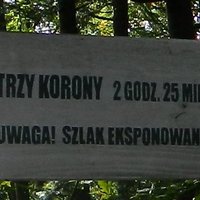 TRZY KORONY 2 GODZ. 25 MI
UWAGA! SZLAK EKSPONOWAN